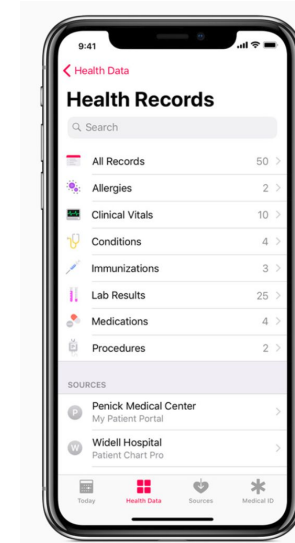 9:41
Health Data
Health Records
Search
All Records 50
Allergies 2
Clinical Vitals 10
Conditions 4
Immunizations 3
Lab Results 25
Medications 4
Procedures 2
SOURCES
P Penick Medical Center
My Patient Portal
W Widell Hospital
Patient Chart Pro
Today Health Data Sources Medical ID